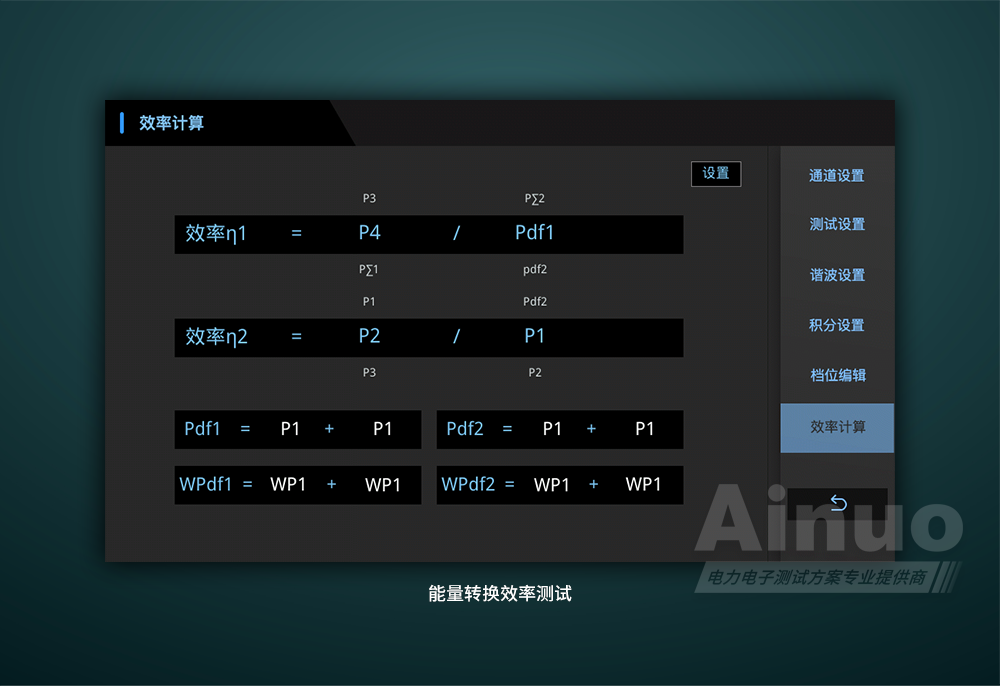 效率计算
设置
P3 P∑2
效率η1 = P4 / Pdf1
P∑1 pdf2
P1 Pdf2
效率η2 = P2 / P1
P3 P2
Pdf1 = P1 + P1
Pdf2 = P1 + P1
WPdf1 = WP1 + WP1
WPdf2 = WP1 + WP1
通道设置
测试设置
谐波设置
积分设置
档位编辑
效率计算
Ainuo
电力电子测试方案专业提供商
能量转换效率测试